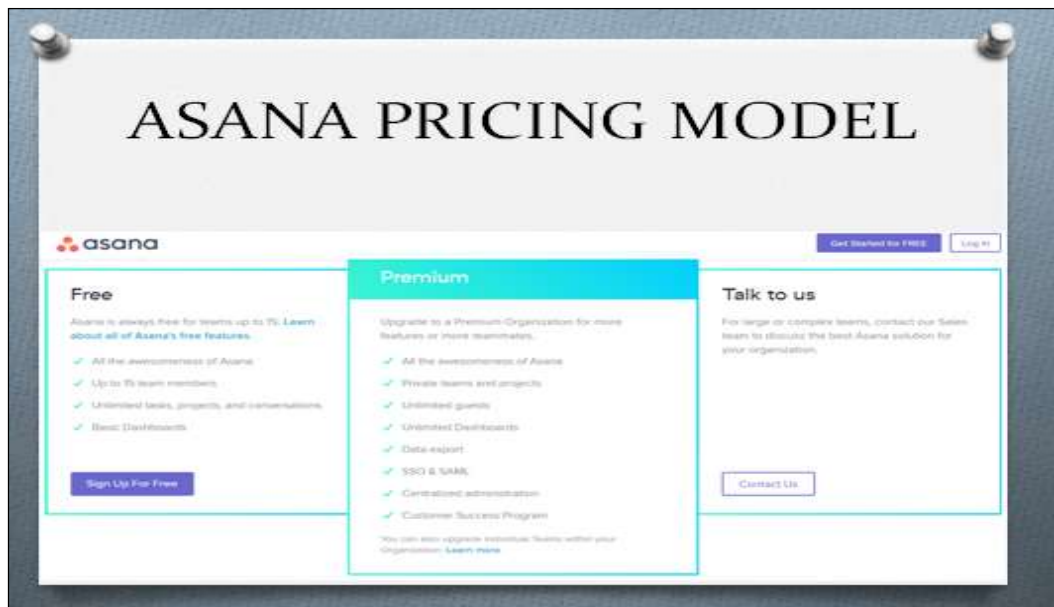 ASANA PRICING MODEL
asana
Get Started for FREE
Log In
Free
Asana is always free for teams up to 15. Learn
about all of Asana's free features
All the awesomeness of Asana
Up to 15 team members
Unlimited tasks, projects, and conversations
Basic Dashboards
Sign Up For Free
Premium
Upgrade to a Premium Organization for more
features or more teammates.
All the awesomeness of Asana
Private teams and projects
Unlimited guests
Unlimited Dashboards
Data export
SSO & SAML
Centralized administration
Customer Success Program
You can also upgrade individual Teams within your
Organization. Learn more
Talk to us
For large or complex teams, contact our Sales
team to discuss the best Asana solution for
your organization.
Contact Us